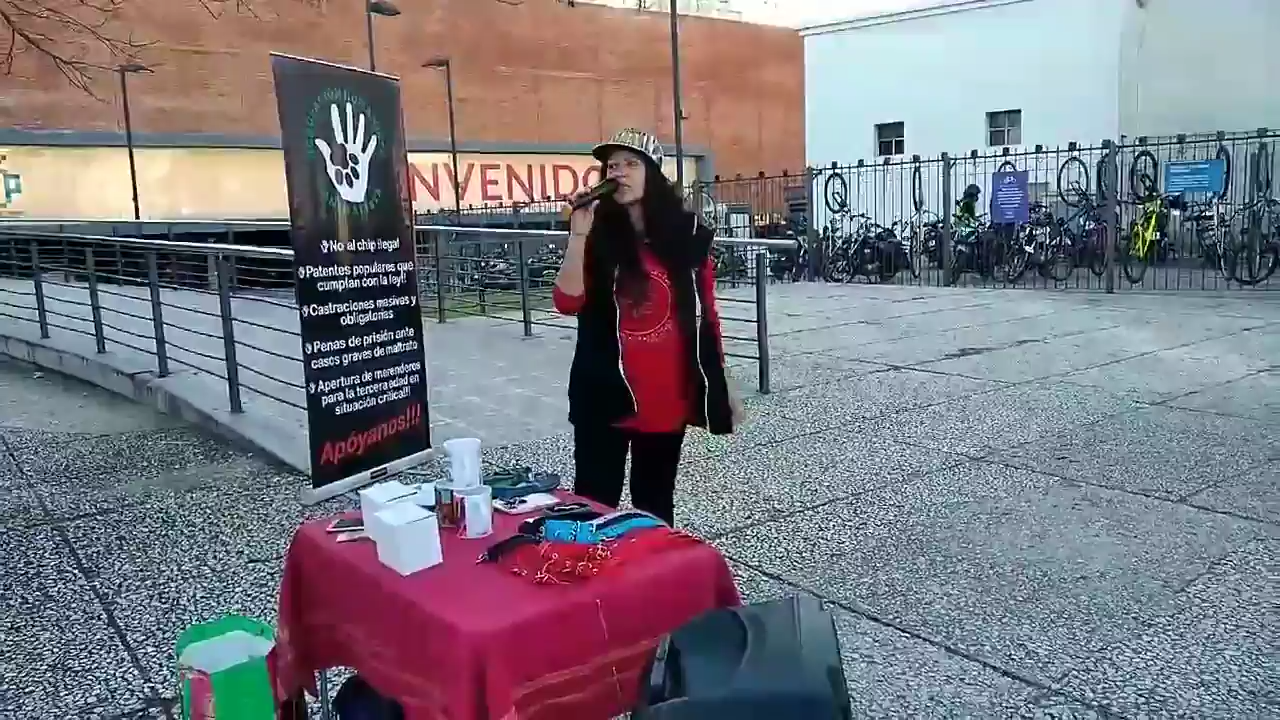 NVENIDO
No al chip ilegal
Patentes populares que
cumplan con la ley!!
Castraciones masivas y
obligatorias
Penas de prisión ante
casos graves de maltrato
Apertura de merenderos
para la tercera edad en
situación crítica!!!
Apóyanos!!!